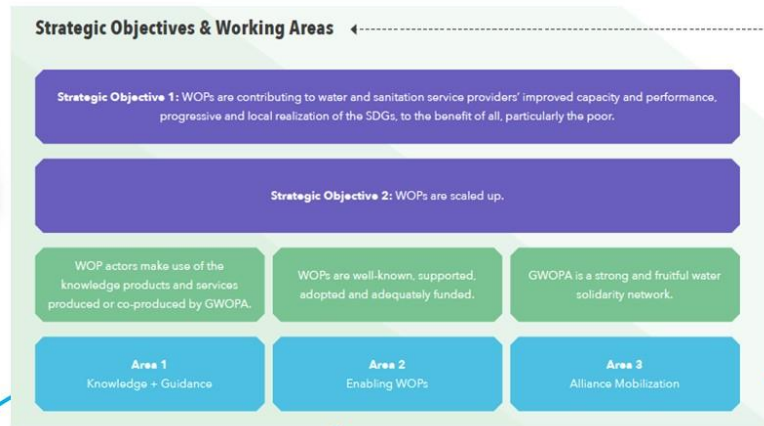 Strategic Objectives & Working Areas
Strategic Objective 1: WOPs are contributing to water and sanitation service providers' improved capacity and performance,
progressive and local realization of the SDGs, to the benefit of all, particularly the poor.
Strategic Objective 2: WOPs are scaled up.
WOP actors make use of the
knowledge products and services
produced or co-produced by GWOPA.
WOPs are well-known, supported,
adopted and adequately funded.
GWOPA is a strong and fruitful water
solidarity network.
Area 1
Knowledge + Guidance
Area 2
Enabling WOPs
Area 3
Alliance Mobilization